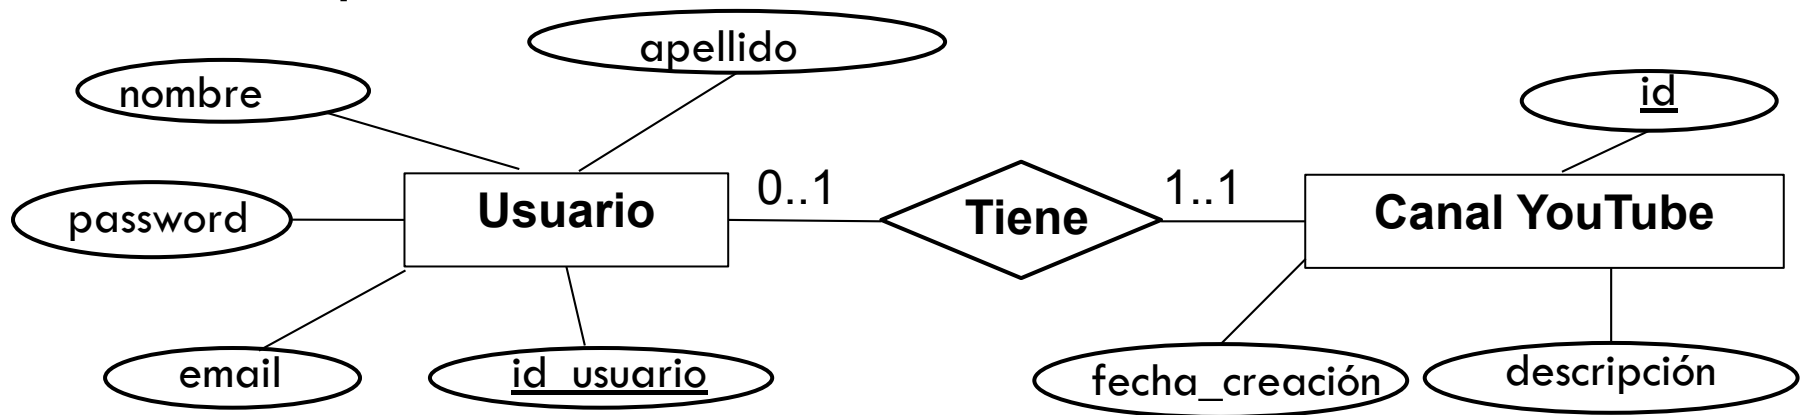 apellido
nombre
id
Usuario
0..1
Tiene
1..1
Canal YouTube
password
email
id_usuario
fecha_creación
descripción